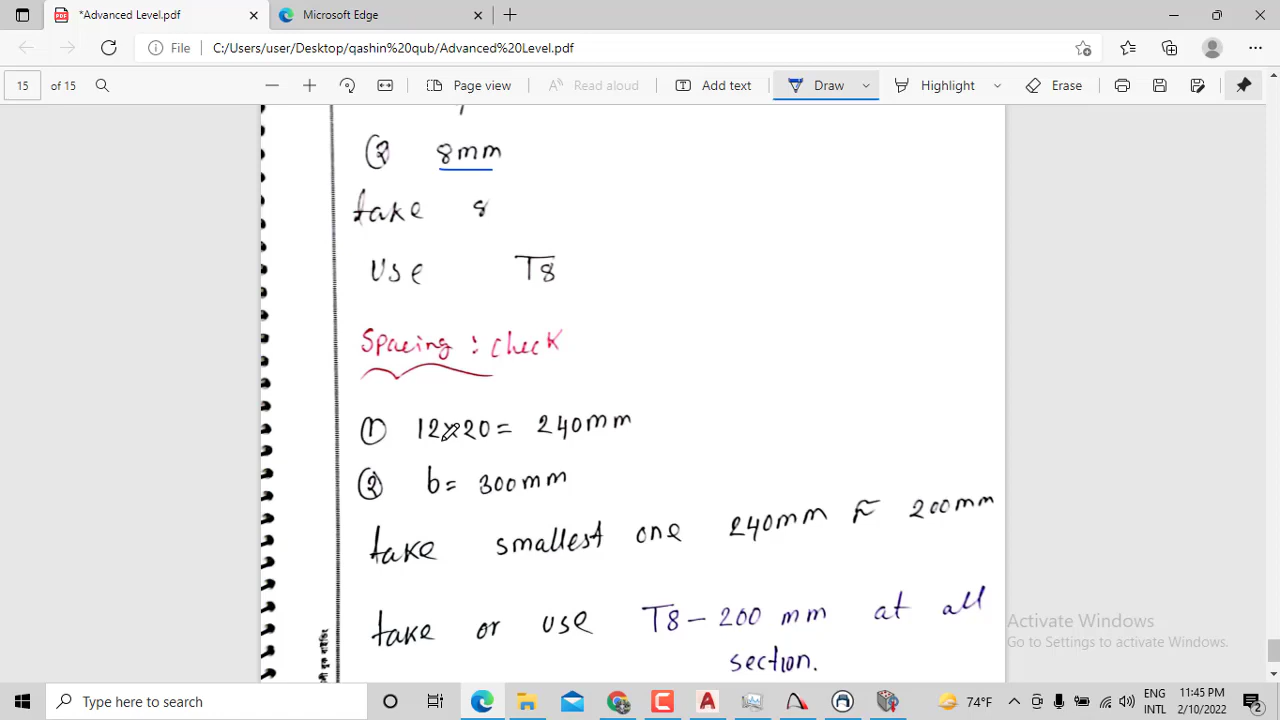 *Advanced Level.pdf
Microsoft Edge
File C:/Users/user/Desktop/qashin%20qub/Advanced%20Level.pdf
15 of 15 Page view Read aloud Add text Draw Highlight Erase
② 8mm
take 8
Use T8
Spacing : check
① 12x20 = 240mm
② b = 300mm
take smallest one 240mm ≈ 200mm
take or use T8 - 200 mm at all
section.
Activate Windows
Go to Settings to activate Windows.
Type here to search
74°F
ENG
INTL
11:45 PM
2/10/2022